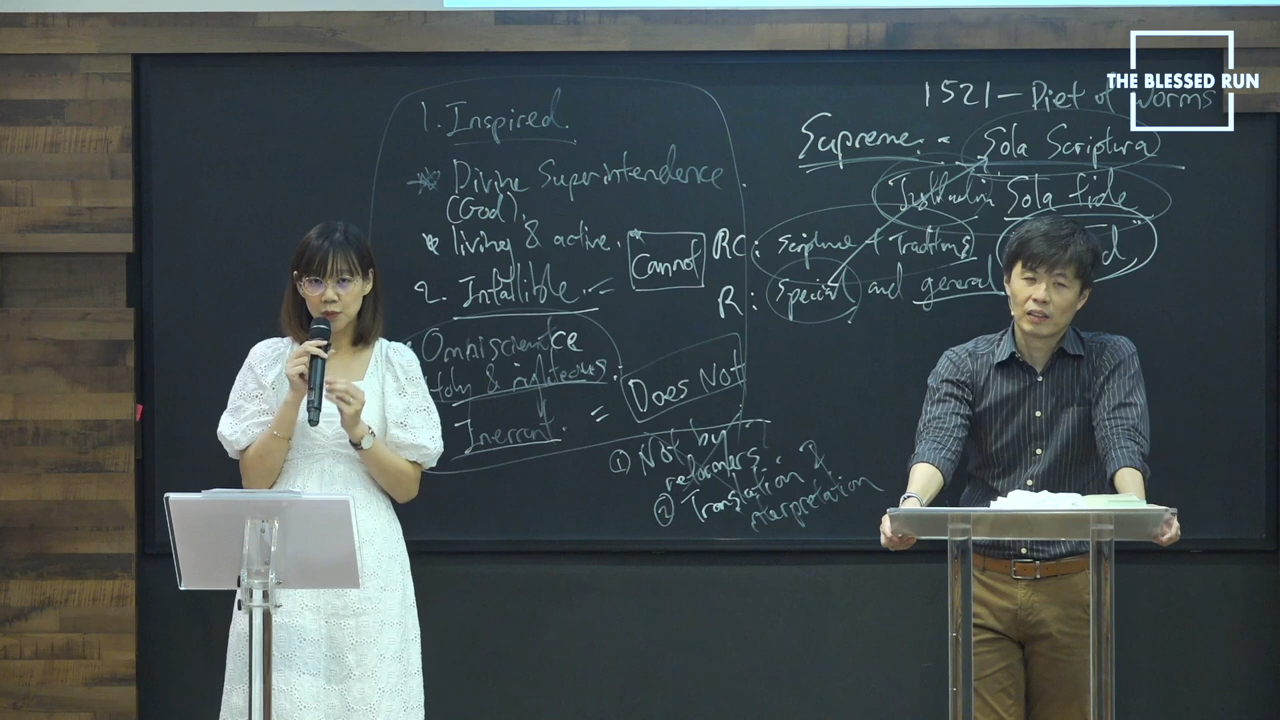 THE BLESSED RUN
1. Inspired.
* Divine Superintendence
(God).
* living & active.
2. Infallible. =
Cannot
Omniscience
Holy & righteous.
Inerrant. =
Does Not
① Not by
reformers.
② Translation &
interpretation
1521 – Diet of Worms
Supreme. - Sola Scriptura
Sola fide
RC: Scripture + Traditions
R: Special and general